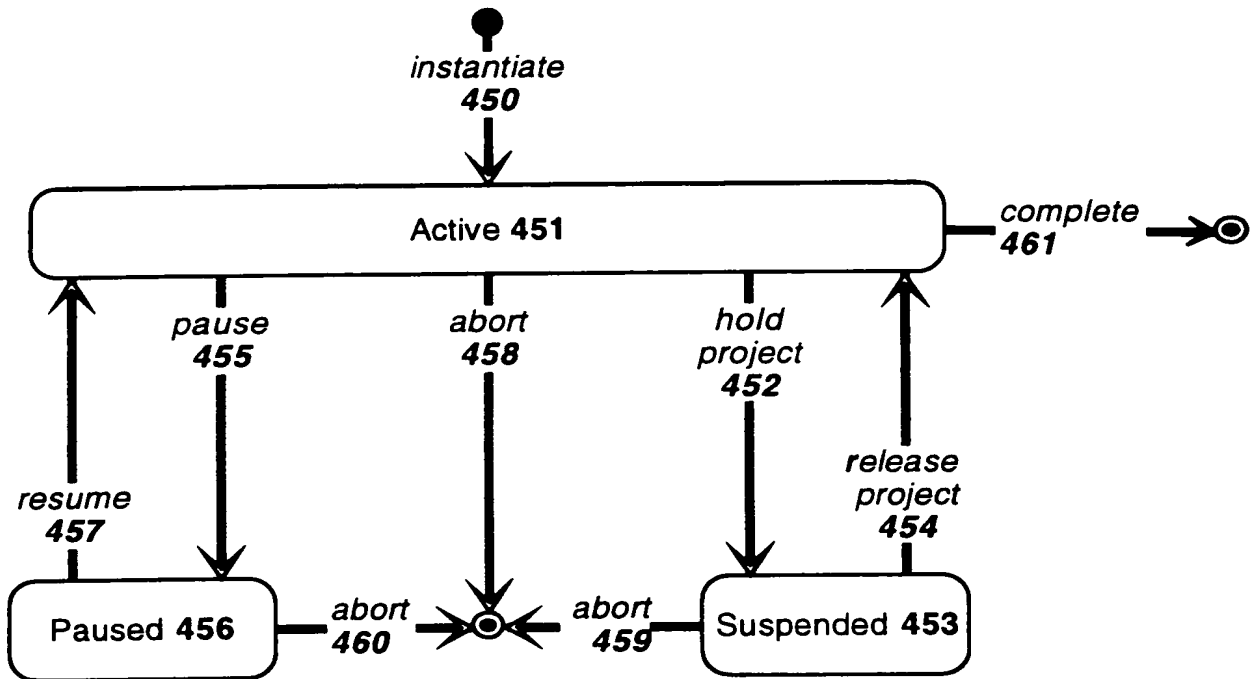 instantiate
450
Active 451
complete
461
pause
455
abort
458
hold
project
452
resume
457
release
project
454
Paused 456
abort
460
abort
459
Suspended 453